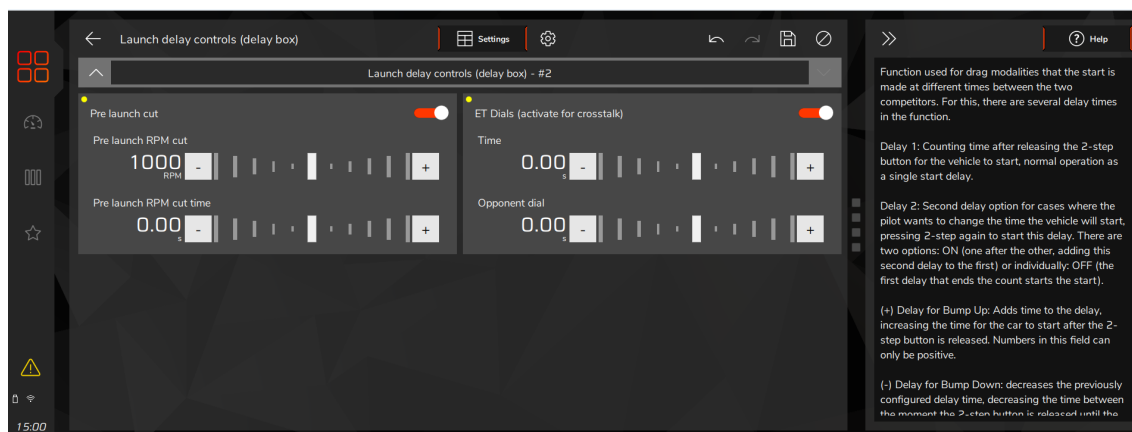 Launch delay controls (delay box)
Settings
Help
Launch delay controls (delay box) - #2
Pre launch cut
Pre launch RPM cut
1000
RPM
-
+
Pre launch RPM cut time
0.00
s
-
+
ET Dials (activate for crosstalk)
Time
0.00
s
-
+
Opponent dial
0.00
s
-
+
Function used for drag modalities that the start is
made at different times between the two
competitors. For this, there are several delay times
in the function.
Delay 1: Counting time after releasing the 2-step
button for the vehicle to start, normal operation as
a single start delay.
Delay 2: Second delay option for cases where the
pilot wants to change the time the vehicle will start,
pressing 2-step again to start this delay. There are
two options: ON (one after the other, adding this
second delay to the first) or individually: OFF (the
first delay that ends the count starts the start).
(+) Delay for Bump Up: Adds time to the delay,
increasing the time for the car to start after the 2-
step button is released. Numbers in this field can
only be positive.
(-) Delay for Bump Down: decreases the previously
configured delay time, decreasing the time between
the moment the 2-step button is released until the
15:00